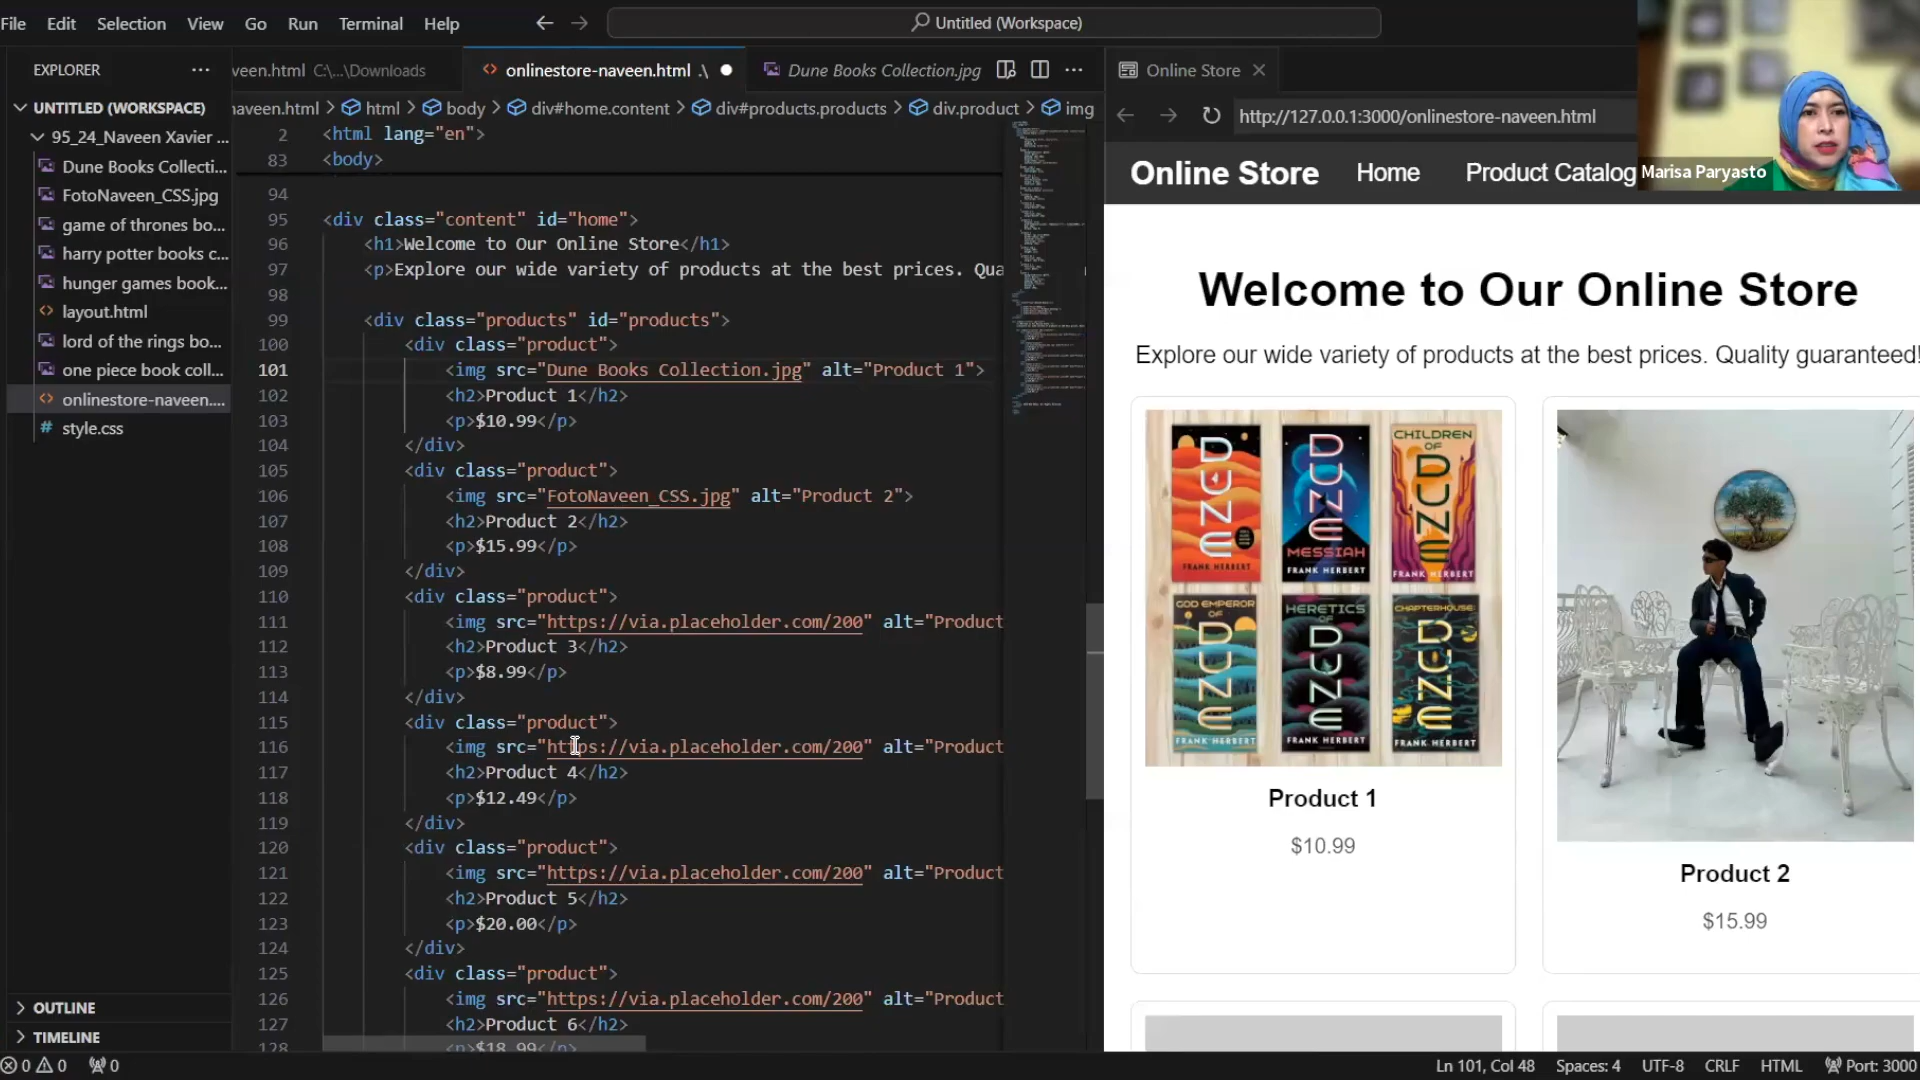 File Edit Selection View Go Run Terminal Help
Untitled (Workspace)
EXPLORER
UNTITLED (WORKSPACE)
95_24_Naveen Xavier ...
Dune Books Collecti...
FotoNaveen_CSS.jpg
game of thrones bo...
harry potter books c...
hunger games book...
layout.html
lord of the rings bo...
one piece book coll...
onlinestore-naveen....
style.css
OUTLINE
TIMELINE
veen.html C:\...\Downloads
onlinestore-naveen.html .\
Dune Books Collection.jpg
naveen.html > html > body > div#home.content > div#products.products > div.product > img
2 <html lang="en">
83 <body>
94
95 <div class="content" id="home">
96 <h1>Welcome to Our Online Store</h1>
97 <p>Explore our wide variety of products at the best prices. Qua
98
99 <div class="products" id="products">
100 <div class="product">
101 <img src="Dune Books Collection.jpg" alt="Product 1">
102 <h2>Product 1</h2>
103 <p>$10.99</p>
104 </div>
105 <div class="product">
106 <img src="FotoNaveen_CSS.jpg" alt="Product 2">
107 <h2>Product 2</h2>
108 <p>$15.99</p>
109 </div>
110 <div class="product">
111 <img src="https://via.placeholder.com/200" alt="Product
112 <h2>Product 3</h2>
113 <p>$8.99</p>
114 </div>
115 <div class="product">
116 <img src="https://via.placeholder.com/200" alt="Product
117 <h2>Product 4</h2>
118 <p>$12.49</p>
119 </div>
120 <div class="product">
121 <img src="https://via.placeholder.com/200" alt="Product
122 <h2>Product 5</h2>
123 <p>$20.00</p>
124 </div>
125 <div class="product">
126 <img src="https://via.placeholder.com/200" alt="Product
127 <h2>Product 6</h2>
128 <p>$18.99</p>
Online Store
http://127.0.0.1:3000/onlinestore-naveen.html
Marisa Paryasto
Online Store Home Product Catalog
Welcome to Our Online Store
Explore our wide variety of products at the best prices. Quality guaranteed!
DUNE
FRANK HERBERT
DUNE
MESSIAH
FRANK HERBERT
CHILDREN OF
DUNE
FRANK HERBERT
GOD EMPEROR OF
DUNE
FRANK HERBERT
HERETICS OF
DUNE
FRANK HERBERT
CHAPTERHOUSE:
DUNE
FRANK HERBERT
Product 1
$10.99
Product 2
$15.99
0 0 0
Ln 101, Col 48 Spaces: 4 UTF-8 CRLF HTML Port: 3000